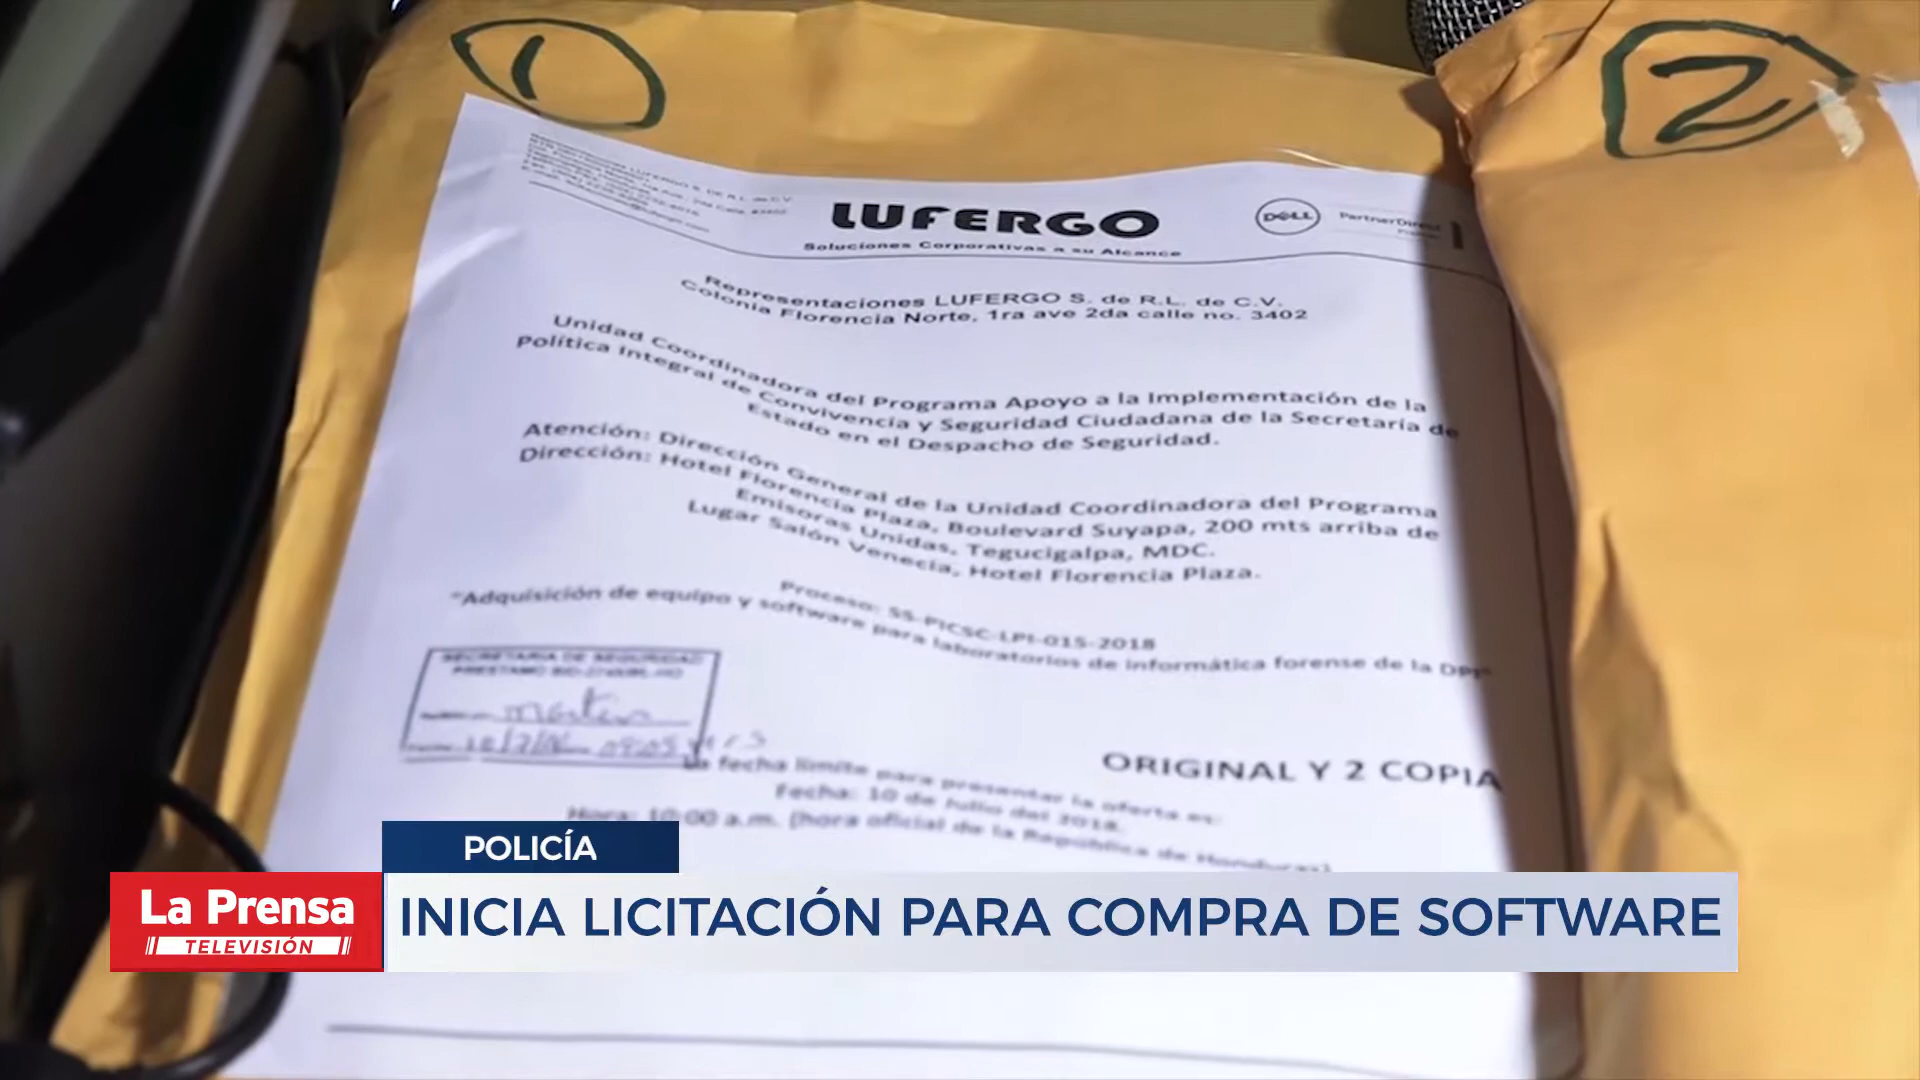 1
2
LUFERGO
Soluciones Corporativas a su Alcance
DELL
PartnerDirect
Representaciones LUFERGO S. de R.L. de C.V.
Colonia Florencia Norte, 1ra ave 2da calle no. 3402
Unidad Coordinadora del Programa Apoyo a la Implementación de la
Política Integral de Convivencia y Seguridad Ciudadana de la Secretaría de
Estado en el Despacho de Seguridad.
Atención: Dirección General de la Unidad Coordinadora del Programa
Dirección: Hotel Florencia Plaza, Boulevard Suyapa, 200 mts arriba de
Emisoras Unidas, Tegucigalpa, MDC.
Lugar Salón Venecia, Hotel Florencia Plaza.
Proceso: SS-PICSC-LPI-015-2018
"Adquisición de equipo y software para laboratorios de informática forense de la DPI"
SECRETARIA DE SEGURIDAD
PRESTAMO
ORIGINAL Y 2 COPIA
La fecha limite para presentar la oferta es:
Fecha: 10 de Julio del 2018.
Hora: 10:00 a.m. (hora oficial de la República de Honduras)
POLICÍA
La Prensa
TELEVISIÓN
INICIA LICITACIÓN PARA COMPRA DE SOFTWARE